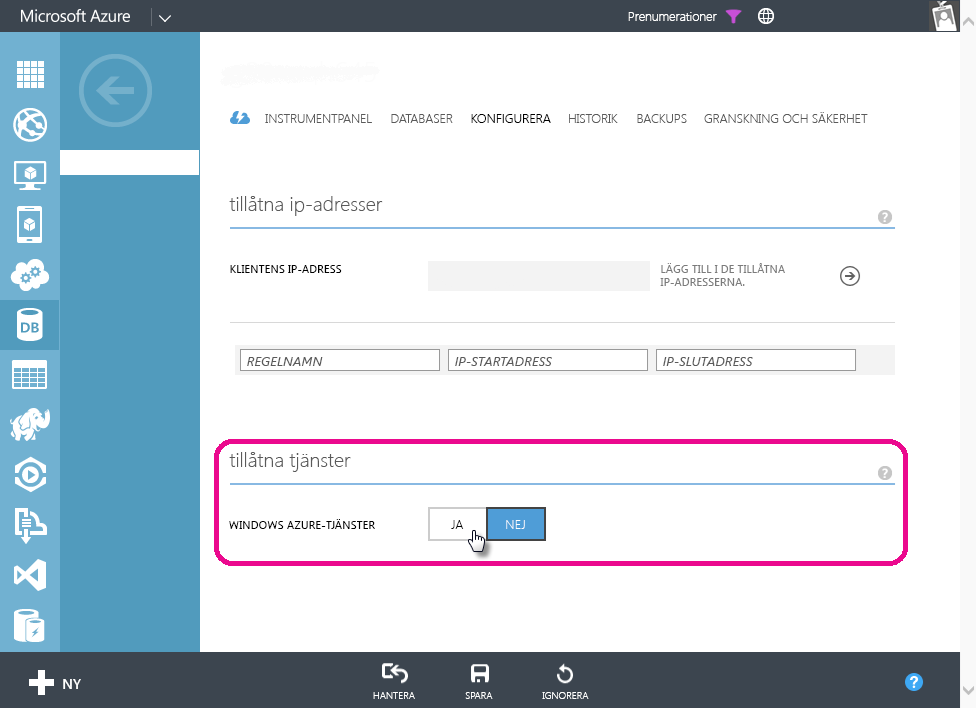 Microsoft Azure
Prenumerationer
INSTRUMENTPANEL DATABASER KONFIGURERA HISTORIK BACKUPS GRANSKNING OCH SÄKERHET
tillåtna ip-adresser
?
KLIENTENS IP-ADRESS
LÄGG TILL I DE TILLÅTNA
IP-ADRESSERNA.
DB
REGELNAMN IP-STARTADRESS IP-SLUTADRESS
tillåtna tjänster
?
WINDOWS AZURE-TJÄNSTER JA NEJ
NY
HANTERA SPARA IGNORERA
?